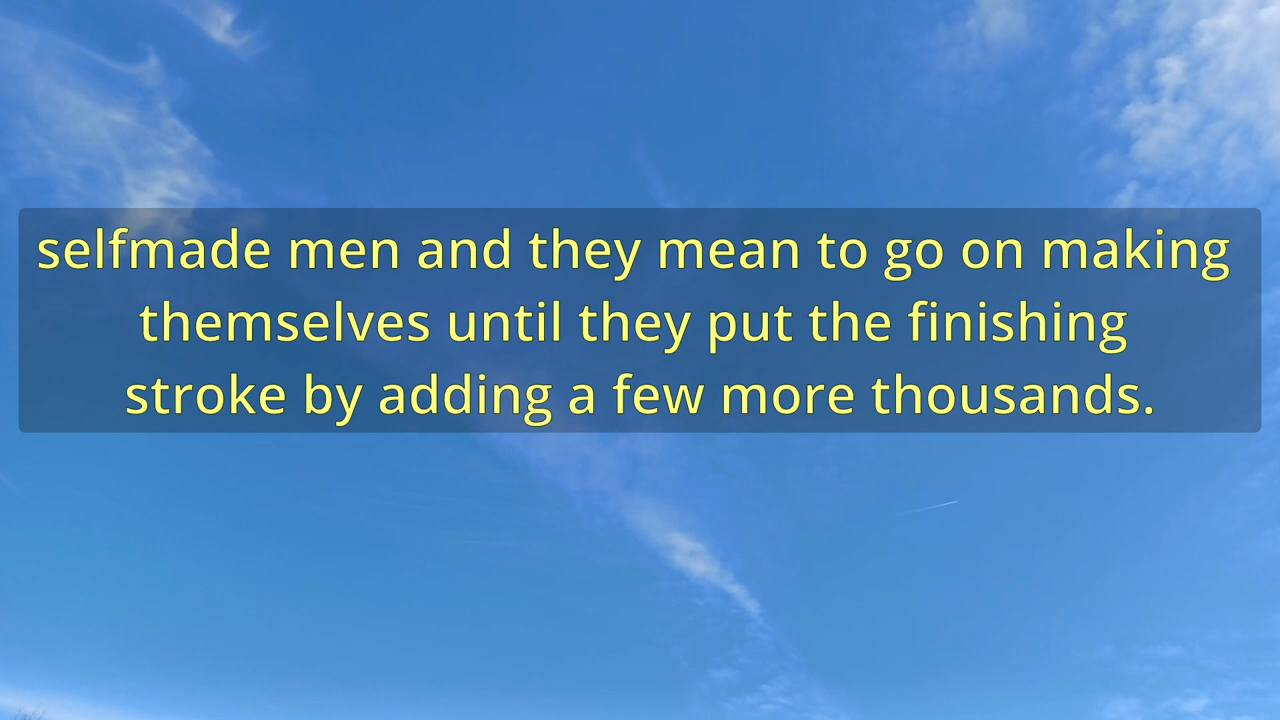 selfmade men and they mean to go on making
themselves until they put the finishing
stroke by adding a few more thousands.